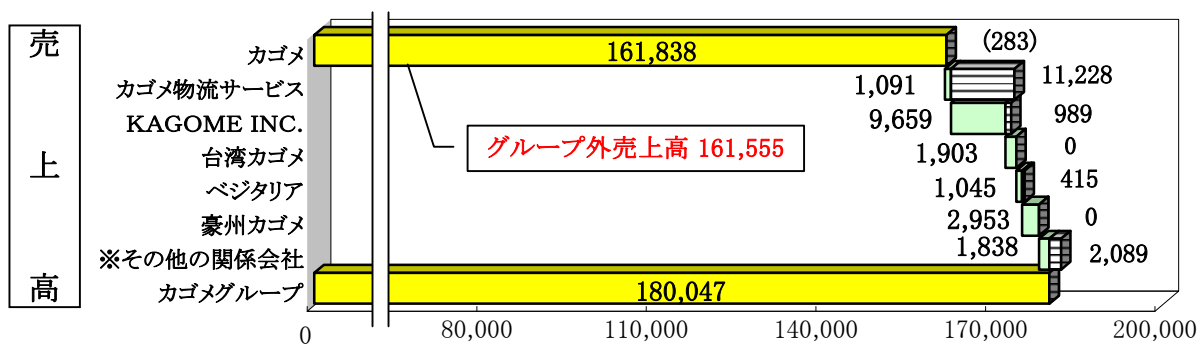 売上高
カゴメ 161,838 (283)
カゴメ物流サービス 1,091 11,228
KAGOME INC. 9,659 989
グループ外売上高 161,555
台湾カゴメ 1,903 0
ベジタリア 1,045 415
豪州カゴメ 2,953 0
※その他の関係会社 1,838 2,089
カゴメグループ 180,047
0 80,000 110,000 140,000 170,000 200,000